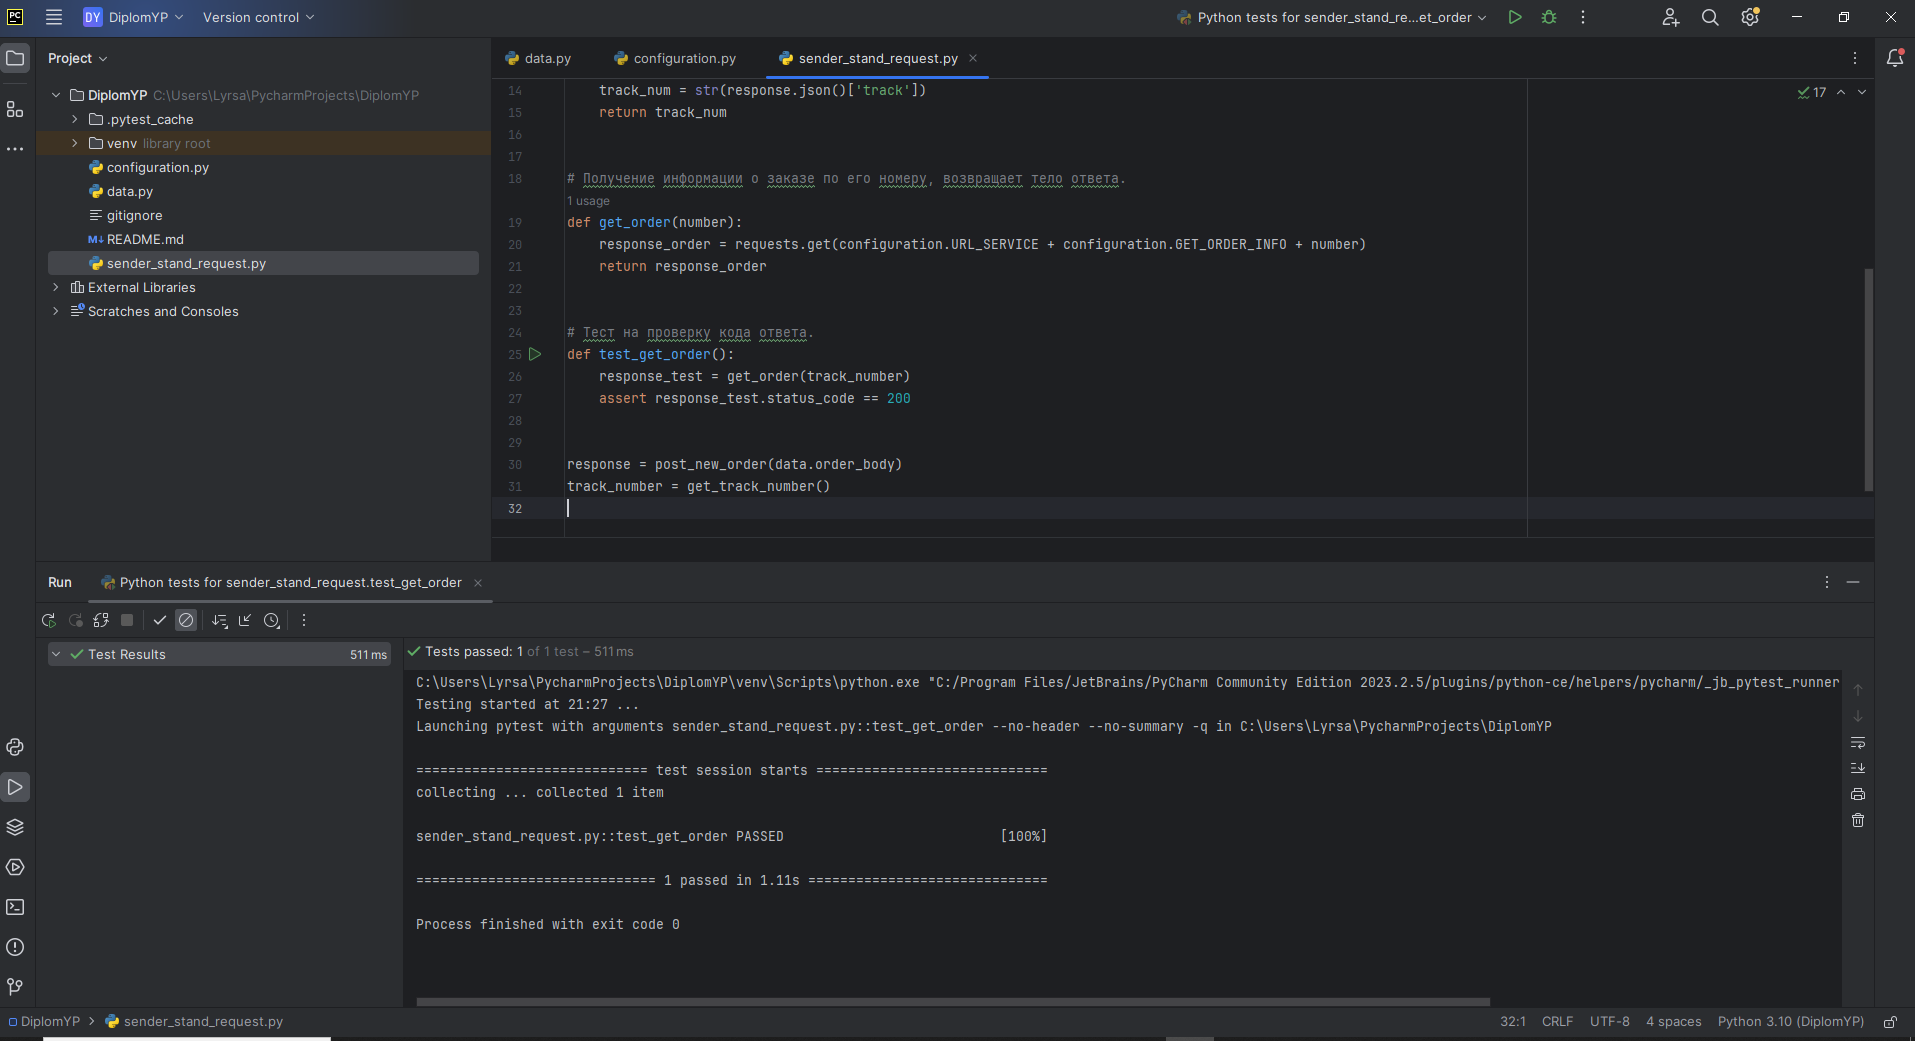 PC DY DiplomYP Version control Python tests for sender_stand_re...et_order
Project
data.py configuration.py sender_stand_request.py
DiplomYP C:\Users\Lyrsa\PycharmProjects\DiplomYP
.pytest_cache
venv library root
configuration.py
data.py
gitignore
M↓ README.md
sender_stand_request.py
External Libraries
Scratches and Consoles
17
14 track_num = str(response.json()['track'])
15 return track_num
16
17
18 # Получение информации о заказе по его номеру, возвращает тело ответа.
1 usage
19 def get_order(number):
20 response_order = requests.get(configuration.URL_SERVICE + configuration.GET_ORDER_INFO + number)
21 return response_order
22
23
24 # Тест на проверку кода ответа.
25 def test_get_order():
26 response_test = get_order(track_number)
27 assert response_test.status_code == 200
28
29
30 response = post_new_order(data.order_body)
31 track_number = get_track_number()
32
Run Python tests for sender_stand_request.test_get_order
Test Results 511 ms
Tests passed: 1 of 1 test – 511 ms
C:\Users\Lyrsa\PycharmProjects\DiplomYP\venv\Scripts\python.exe "C:/Program Files/JetBrains/PyCharm Community Edition 2023.2.5/plugins/python-ce/helpers/pycharm/_jb_pytest_runner
Testing started at 21:27 ...
Launching pytest with arguments sender_stand_request.py::test_get_order --no-header --no-summary -q in C:\Users\Lyrsa\PycharmProjects\DiplomYP
============================= test session starts =============================
collecting ... collected 1 item
sender_stand_request.py::test_get_order PASSED [100%]
============================== 1 passed in 1.11s ==============================
Process finished with exit code 0
DiplomYP > sender_stand_request.py
32:1 CRLF UTF-8 4 spaces Python 3.10 (DiplomYP)